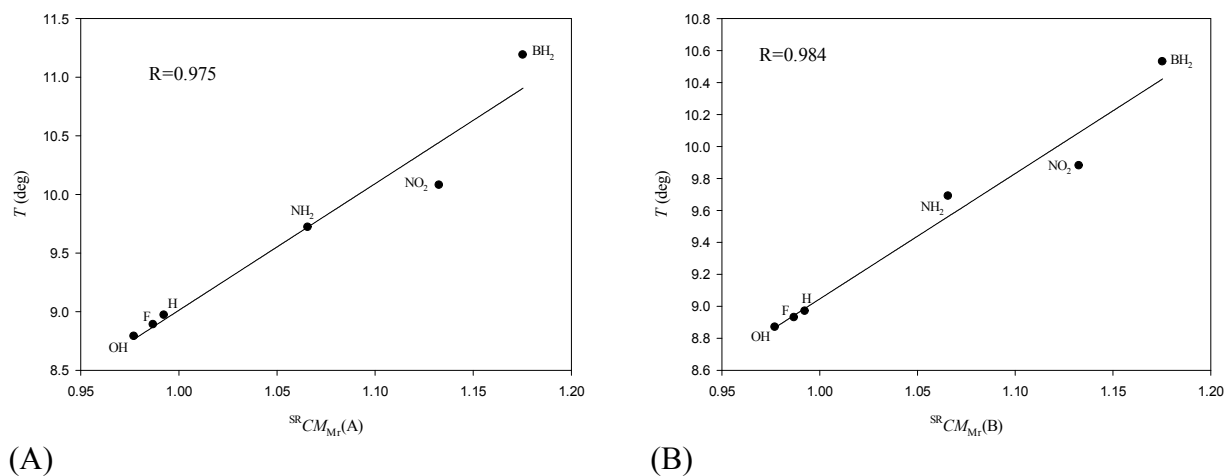 11.5
11.0
10.5
10.0
9.5
9.0
8.5
T (deg)
R=0.975
BH₂
NO₂
NH₂
H
F
OH
0.95 1.00 1.05 1.10 1.15 1.20
ˢᴿCM_Mr(A)
(A)
10.8
10.6
10.4
10.2
10.0
9.8
9.6
9.4
9.2
9.0
8.8
8.6
T (deg)
R=0.984
BH₂
NO₂
NH₂
H
F
OH
0.95 1.00 1.05 1.10 1.15 1.20
ˢᴿCM_Mr(B)
(B)